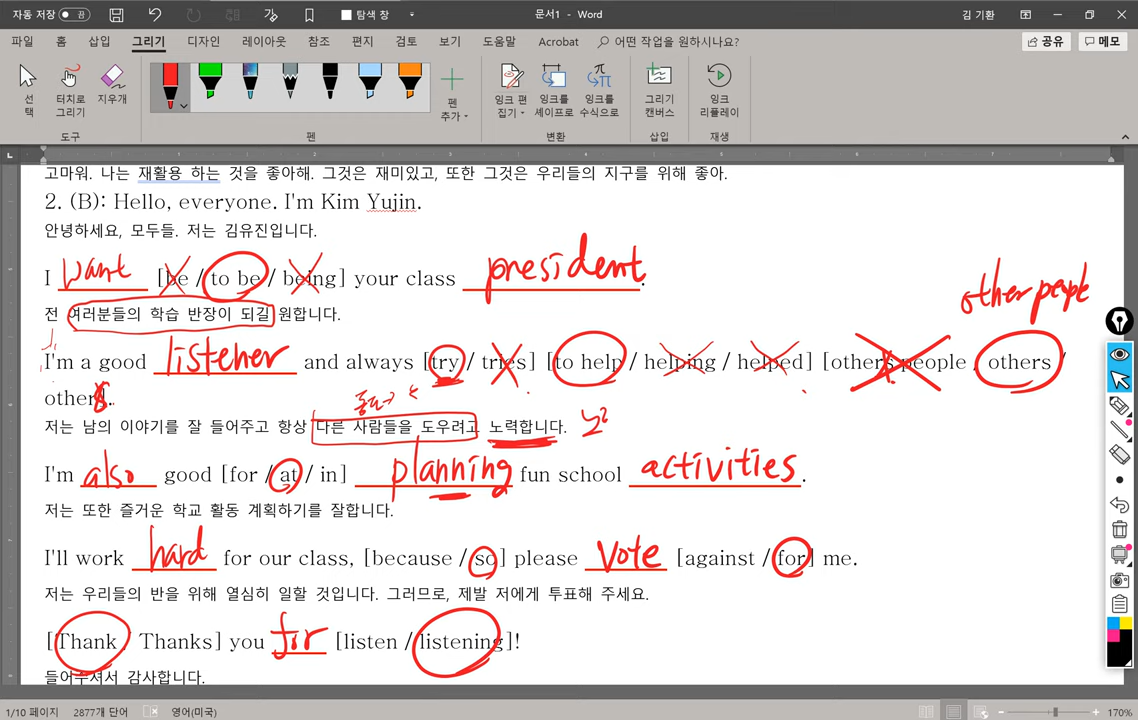 자동 저장 끔 탐색 창 문서1 - Word 김 기환
파일 홈 삽입 그리기 디자인 레이아웃 참조 편지 검토 보기 도움말 Acrobat 어떤 작업을 원하시나요? 공유 메모
선택 터치로 그리기 지우개 펜 추가 잉크 편집기 잉크를 셰이프로 잉크를 수식으로 그리기 캔버스 잉크 리플레이
도구 펜 변환 삽입 재생
고마워. 나는 재활용 하는 것을 좋아해. 그것은 재미있고, 또한 그것은 우리들의 지구를 위해 좋아.
2. (B): Hello, everyone. I'm Kim Yujin.
안녕하세요, 모두들. 저는 김유진입니다.
I want [be / to be / being] your class president.
전 여러분들의 학습 반장이 되길 원합니다.
other people
I'm a good listener and always [try / tries] [to help / helping / helped] [others people / others /
others].
저는 남의 이야기를 잘 들어주고 항상 다른 사람들을 도우려고 노력합니다.
I'm also good [for / at / in] planning fun school activities.
저는 또한 즐거운 학교 활동 계획하기를 잘합니다.
I'll work hard for our class, [because / so] please vote [against / for] me.
저는 우리들의 반을 위해 열심히 일할 것입니다. 그러므로, 제발 저에게 투표해 주세요.
[Thank / Thanks] you for [listen / listening]!
들어주셔서 감사합니다.
1/10 페이지 2877개 단어 영어(미국) 170%